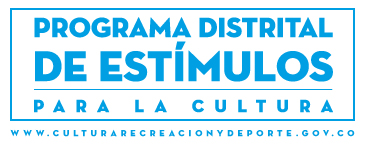 PROGRAMA DISTRITAL
DE ESTÍMULOS
PARA LA CULTURA
WWW.CULTURARECREACIONYDEPORTE.GOV.CO